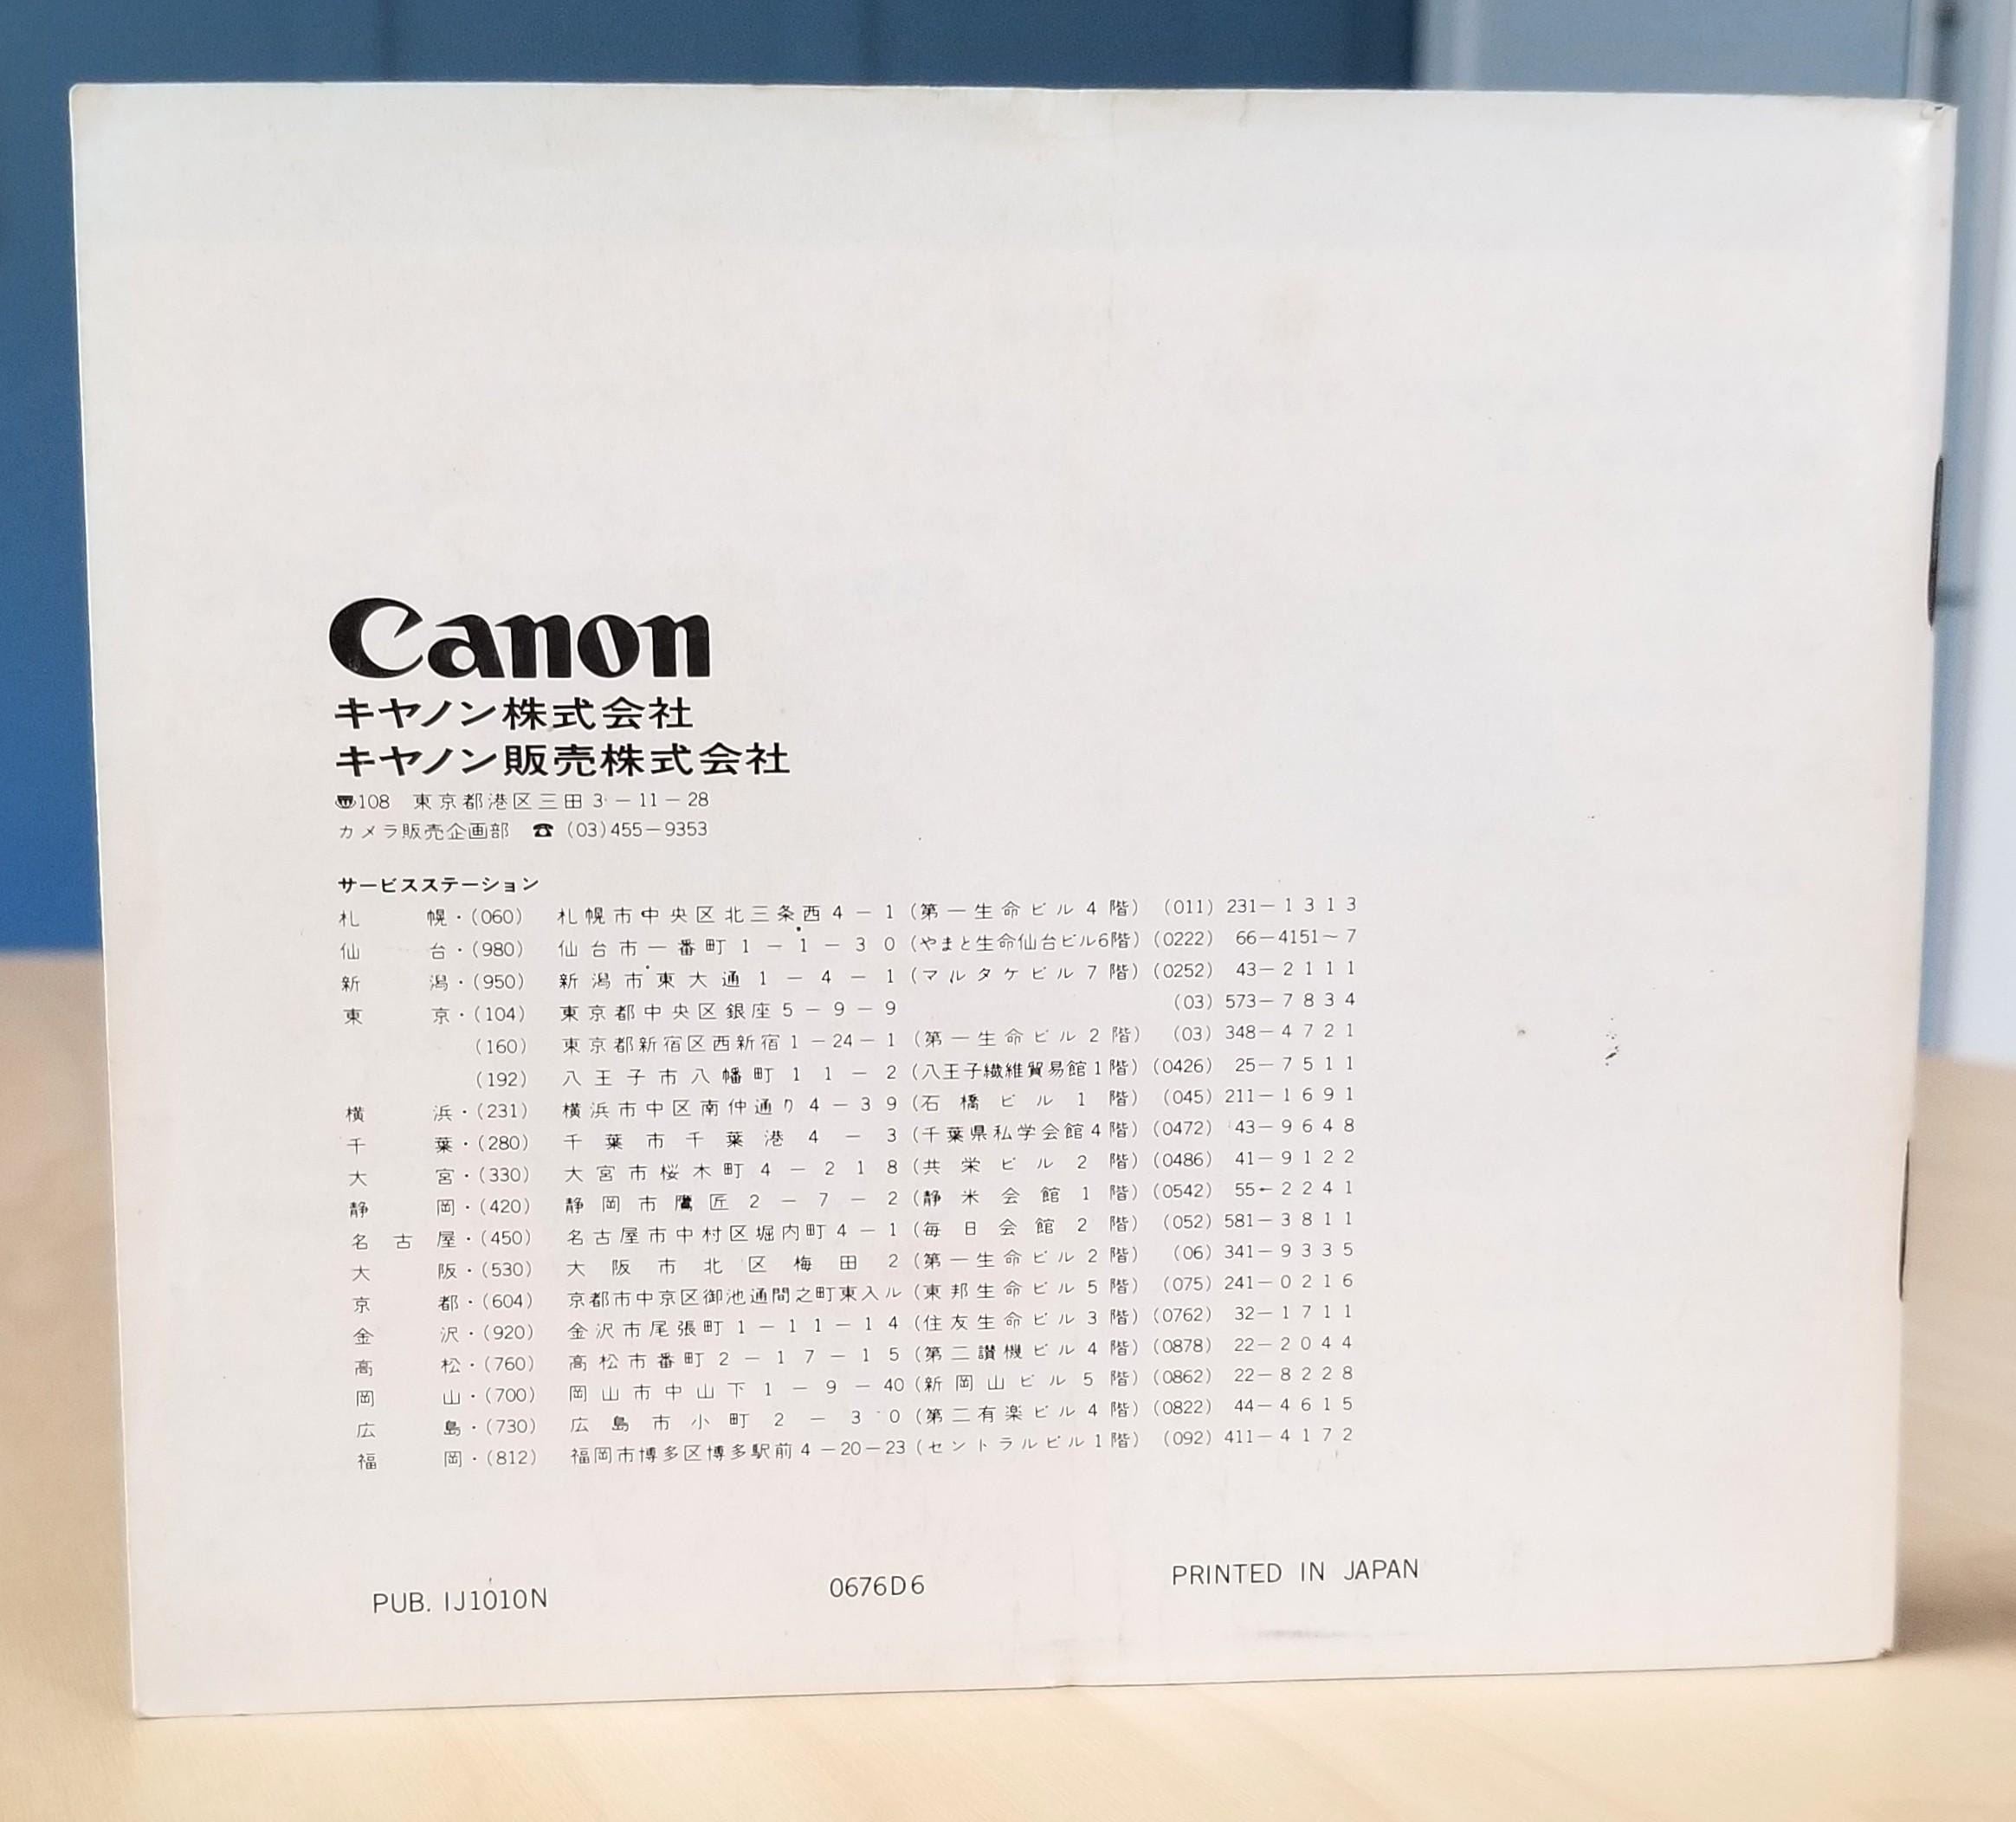 Canon
キヤノン株式会社
キヤノン販売株式会社
〠108 東京都港区三田3-11-28
カメラ販売企画部 ☎ (03)455-9353
サービスステーション
札幌・(060) 札幌市中央区北三条西4-1(第一生命ビル4階) (011) 231-1313
仙台・(980) 仙台市一番町1-1-30(やまと生命仙台ビル6階) (0222) 66-4151~7
新潟・(950) 新潟市東大通1-4-1(マルタケビル7階) (0252) 43-2111
東京・(104) 東京都中央区銀座5-9-9 (03) 573-7834
(160) 東京都新宿区西新宿1-24-1(第一生命ビル2階) (03) 348-4721
(192) 八王子市八幡町11-2(八王子繊維貿易館1階) (0426) 25-7511
横浜・(231) 横浜市中区南仲通り4-39(石橋ビル1階) (045) 211-1691
千葉・(280) 千葉市千葉港4-3(千葉県私学会館4階) (0472) 43-9648
大宮・(330) 大宮市桜木町4-218(共栄ビル2階) (0486) 41-9122
静岡・(420) 静岡市鷹匠2-7-2(静米会館1階) (0542) 55-2241
名古屋・(450) 名古屋市中村区堀内町4-1(毎日会館2階) (052) 581-3811
大阪・(530) 大阪市北区梅田2(第一生命ビル2階) (06) 341-9335
京都・(604) 京都市中京区御池通間之町東入ル(東邦生命ビル5階) (075) 241-0216
金沢・(920) 金沢市尾張町1-11-14(住友生命ビル3階) (0762) 32-1711
高松・(760) 高松市番町2-17-15(第二讃機ビル4階) (0878) 22-2044
岡山・(700) 岡山市中山下1-9-40(新岡山ビル5階) (0862) 22-8228
広島・(730) 広島市小町2-30(第二有楽ビル4階) (0822) 44-4615
福岡・(812) 福岡市博多区博多駅前4-20-23(セントラルビル1階) (092) 411-4172
PUB. IJ1010N 0676D6 PRINTED IN JAPAN